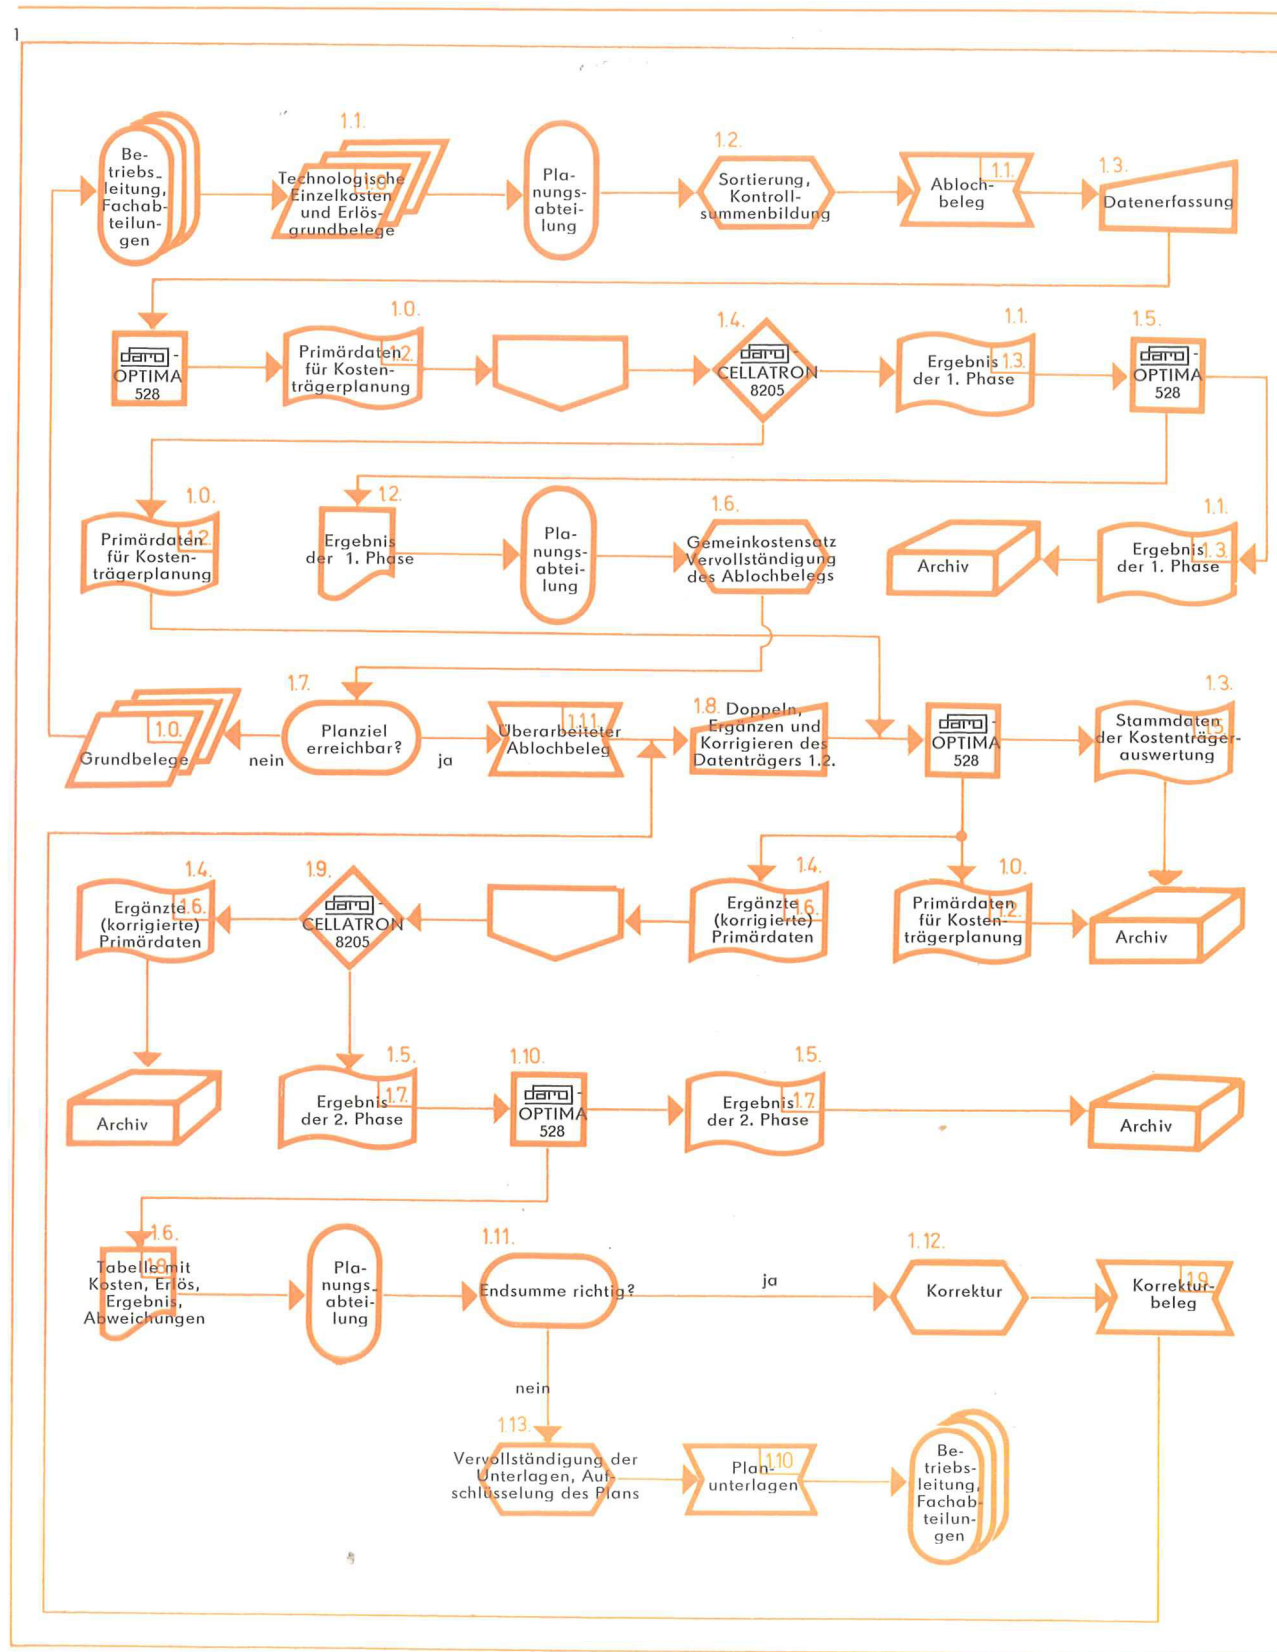 1
Be-
triebs-
leitung,
Fachab-
teilun-
gen
1.1.
1.0
Technologische
Einzelkosten
und Erlös-
grundbelege
Pla-
nungs-
abtei-
lung
1.2.
Sortierung,
Kontroll-
summenbildung
1.1.
Abloch-
beleg
1.3.
Datenerfassung
daro -
OPTIMA
528
1.0.
1.2.
Primärdaten
für Kosten-
trägerplanung
1.4.
daro -
CELLATRON
8205
1.1.
1.3.
Ergebnis
der 1. Phase
1.5.
daro -
OPTIMA
528
1.0.
1.2.
Primärdaten
für Kosten-
trägerplanung
1.2.
Ergebnis
der 1. Phase
Pla-
nungs-
abtei-
lung
1.6.
Gemeinkostensatz
Vervollständigung
des Ablochbelegs
Archiv
1.1.
1.3.
Ergebnis
der 1. Phase
1.0.
Grundbelege
nein
1.7.
Planziel
erreichbar?
ja
1.11.
Überarbeiteter
Ablochbeleg
1.8. Doppeln,
Ergänzen und
Korrigieren des
Datenträgers 1.2.
daro -
OPTIMA
528
1.3.
1.5.
Stammdaten
der Kostenträger-
auswertung
1.4.
1.6.
Ergänzte
(korrigierte)
Primärdaten
1.9.
daro -
CELLATRON
8205
1.4.
1.6.
Ergänzte
(korrigierte)
Primärdaten
1.0.
1.2.
Primärdaten
für Kosten-
trägerplanung
Archiv
Archiv
1.5.
1.7.
Ergebnis
der 2. Phase
1.10.
daro -
OPTIMA
528
1.5.
1.7.
Ergebnis
der 2. Phase
Archiv
1.6.
1.8
Tabelle mit
Kosten, Erlös,
Ergebnis,
Abweichungen
Pla-
nungs-
abtei-
lung
1.11.
Endsumme richtig?
ja
1.12.
Korrektur
1.9.
Korrektur-
beleg
nein
1.13.
Vervollständigung der
Unterlagen, Auf-
schlüsselung des Plans
1.10
Plan-
unterlagen
Be-
triebs-
leitung,
Fachab-
teilun-
gen